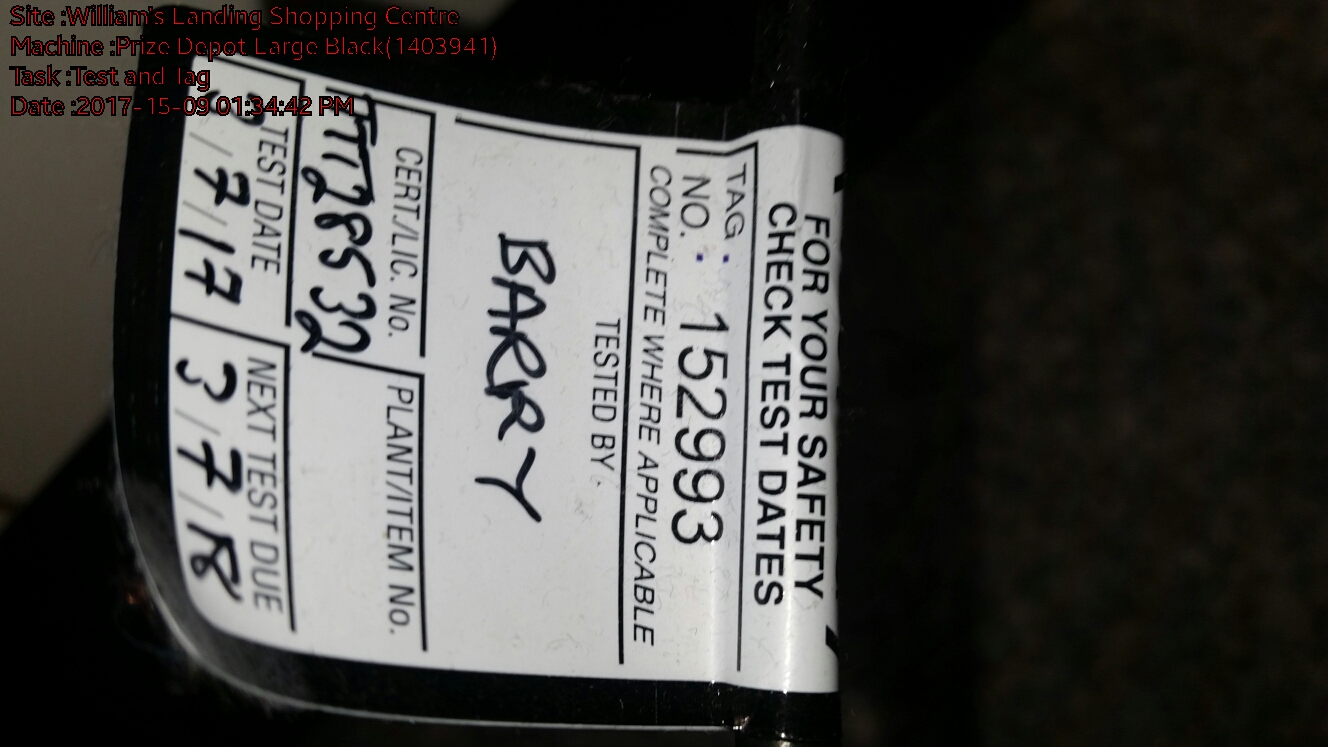 Site :William's Landing Shopping Centre
Machine :Prize Depot Large Black(1403941)
Task :Test and Tag
Date :2017-15-09 01:34:42 PM
FOR YOUR SAFETY
CHECK TEST DATES
TAG
NO. : 152993
COMPLETE WHERE APPLICABLE
TESTED BY
BARRY
CERT./LIC. No.
PLANT/ITEM No.
TEST DATE
3/7/17
NEXT TEST DUE
3/7/18